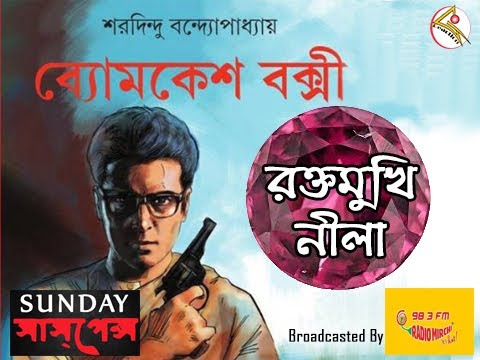 শরদিন্দু বন্দ্যোপাধ্যায়
ব্যোমকেশ বক্সী
রক্তমুখি
নীলা
SUNDAY
সাসপেন্স
Broadcasted By
98.3 FM
RADIO MIRCHI